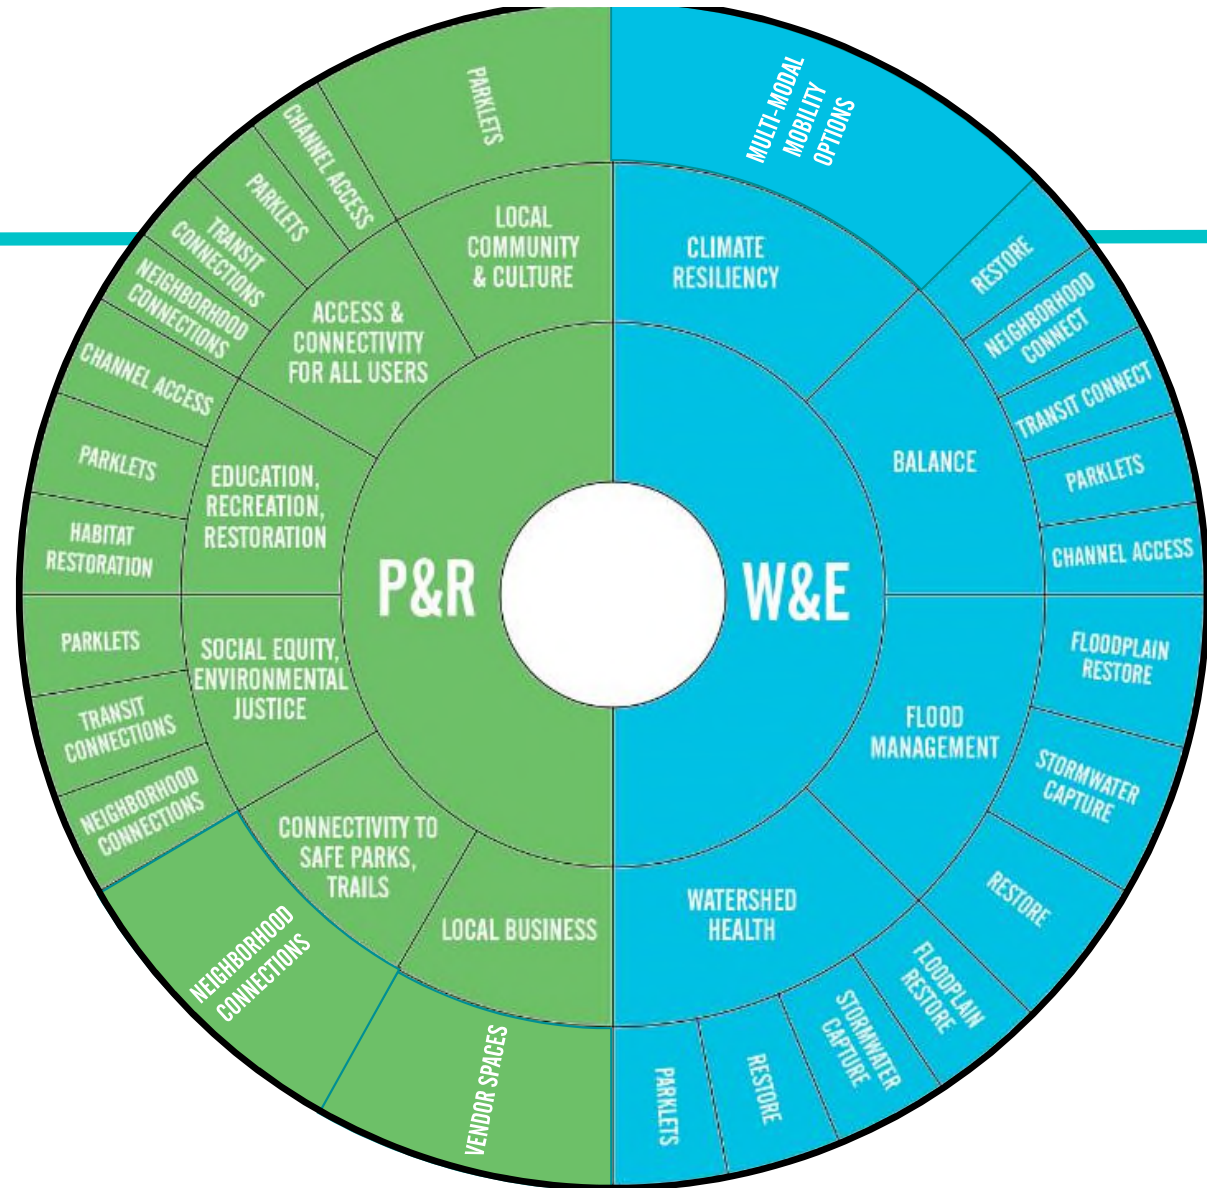 PARKLETS
MULTI-MODAL
MOBILITY
OPTIONS
CHANNEL ACCESS
PARKLETS
TRANSIT
CONNECTIONS
NEIGHBORHOOD
CONNECTIONS
LOCAL
COMMUNITY
& CULTURE
CLIMATE
RESILIENCY
RESTORE
NEIGHBORHOOD
CONNECT
TRANSIT CONNECT
PARKLETS
CHANNEL ACCESS
ACCESS &
CONNECTIVITY
FOR ALL USERS
CHANNEL ACCESS
PARKLETS
HABITAT
RESTORATION
EDUCATION,
RECREATION,
RESTORATION
BALANCE
P&R
W&E
PARKLETS
TRANSIT
CONNECTIONS
NEIGHBORHOOD
CONNECTIONS
SOCIAL EQUITY,
ENVIRONMENTAL
JUSTICE
FLOOD
MANAGEMENT
FLOODPLAIN
RESTORE
STORMWATER
CAPTURE
RESTORE
CONNECTIVITY TO
SAFE PARKS,
TRAILS
LOCAL BUSINESS
WATERSHED
HEALTH
NEIGHBORHOOD
CONNECTIONS
VENDOR SPACES
PARKLETS
RESTORE
STORMWATER
CAPTURE
FLOODPLAIN
RESTORE